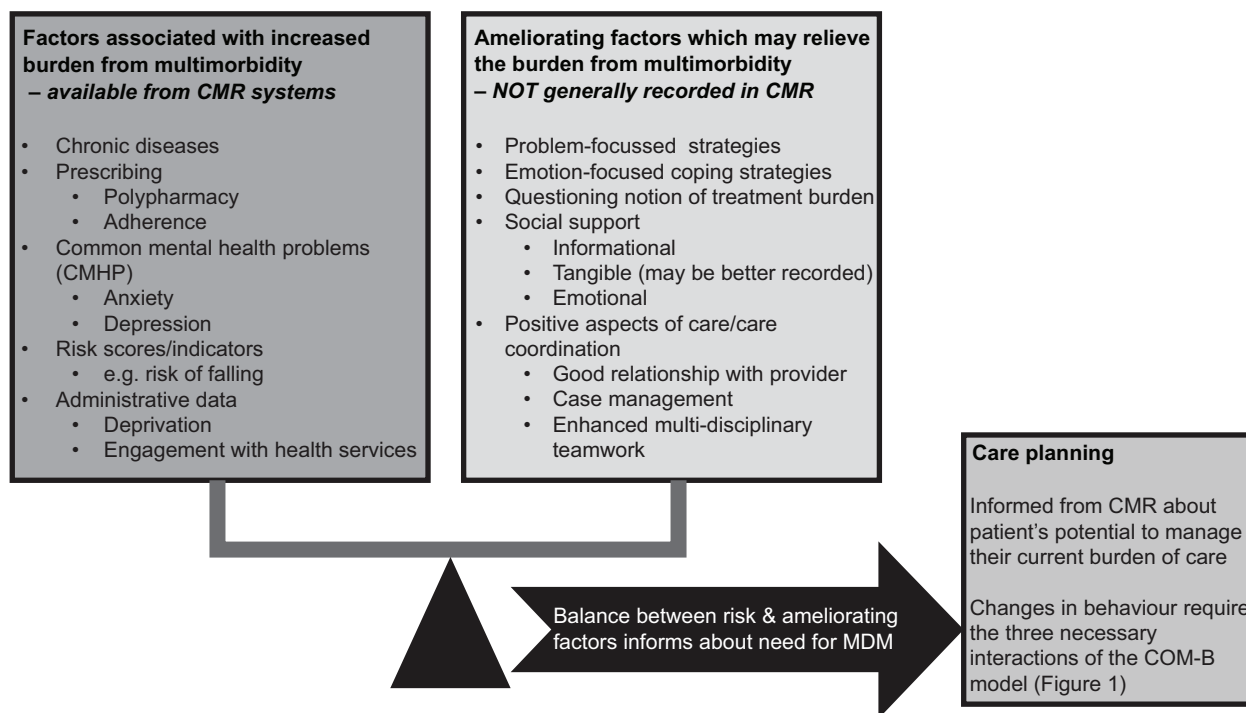 Factors associated with increased
burden from multimorbidity
– available from CMR systems
• Chronic diseases
• Prescribing
• Polypharmacy
• Adherence
• Common mental health problems
(CMHP)
• Anxiety
• Depression
• Risk scores/indicators
• e.g. risk of falling
• Administrative data
• Deprivation
• Engagement with health services
Ameliorating factors which may relieve
the burden from multimorbidity
– NOT generally recorded in CMR
• Problem-focussed strategies
• Emotion-focused coping strategies
• Questioning notion of treatment burden
• Social support
• Informational
• Tangible (may be better recorded)
• Emotional
• Positive aspects of care/care
coordination
• Good relationship with provider
• Case management
• Enhanced multi-disciplinary
teamwork
Balance between risk & ameliorating
factors informs about need for MDM
Care planning
Informed from CMR about
patient's potential to manage
their current burden of care
Changes in behaviour require
the three necessary
interactions of the COM-B
model (Figure 1)